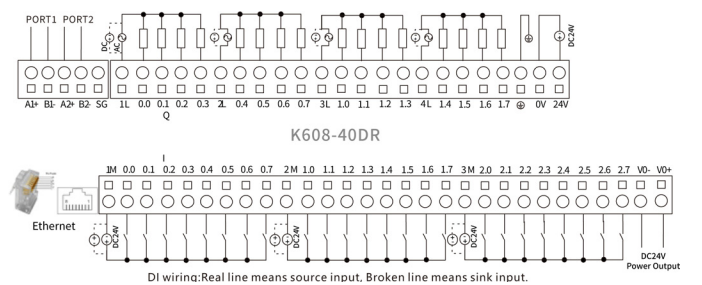 PORT1 PORT2
DC
AC
DC24V
A1+ B1- A2+ B2- SG 1L 0.0 0.1 0.2 0.3 2L 0.4 0.5 0.6 0.7 3L 1.0 1.1 1.2 1.3 4L 1.4 1.5 1.6 1.7 0V 24V
Q
K608-40DR
I
1M 0.0 0.1 0.2 0.3 0.4 0.5 0.6 0.7 2M 1.0 1.1 1.2 1.3 1.4 1.5 1.6 1.7 3M 2.0 2.1 2.2 2.3 2.4 2.5 2.6 2.7 V0- V0+
Ethernet
DC24V
DC24V
DC24V
DC24V
Power Output
DI wiring:Real line means source input, Broken line means sink input.